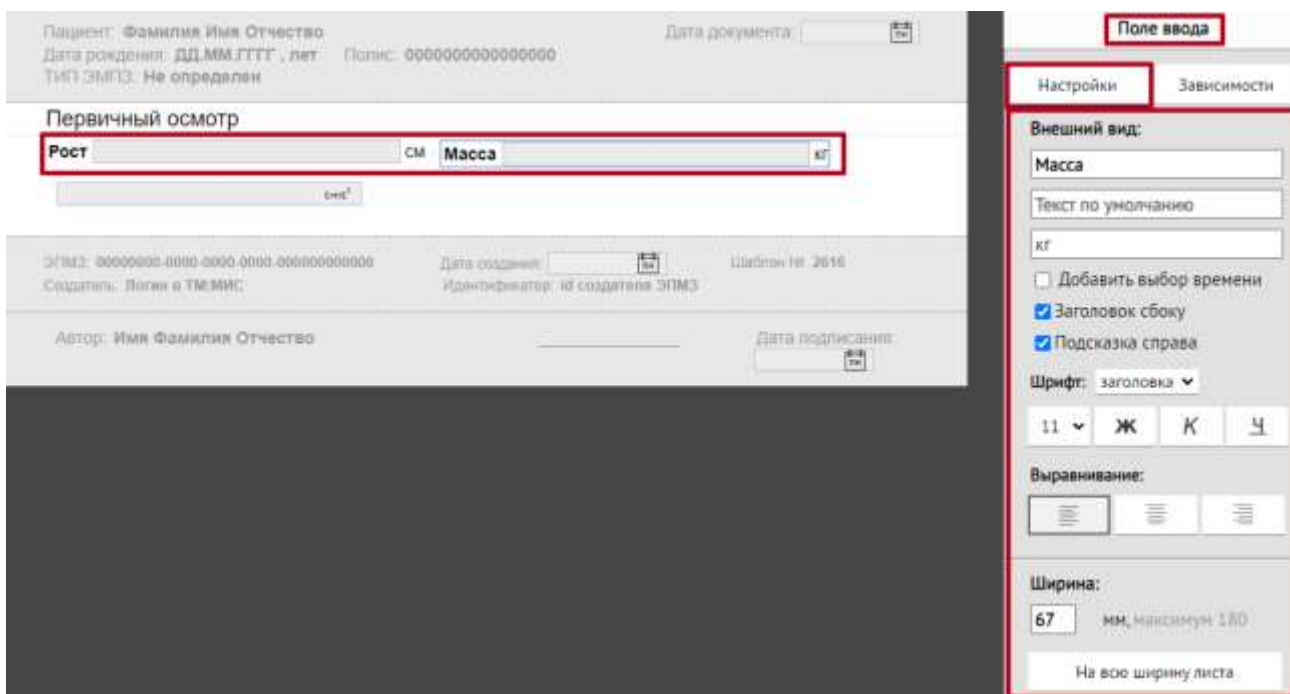 Пациент: Фамилия Имя Отчество
Дата документа:
Дата рождения: ДД.ММ.ГГГГ , лет Полис: 0000000000000000
ТИП ЭМПЗ: Не определен
Первичный осмотр
Рост см Масса кг
ЭПМЗ: 00000000-0000-0000-0000-000000000000 Дата создания: Шаблон № 2616
Создатель: Логин в ТМ:МИС Идентификатор: id создателя ЭПМЗ
Автор: Имя Фамилия Отчество Дата подписания:
Поле ввода
Настройки Зависимости
Внешний вид:
Масса
Текст по умолчанию
кг
Добавить выбор времени
Заголовок сбоку
Подсказка справа
Шрифт: заголовка
11 Ж К Ч
Выравнивание:
Ширина:
67 мм, максимум 180
На всю ширину листа